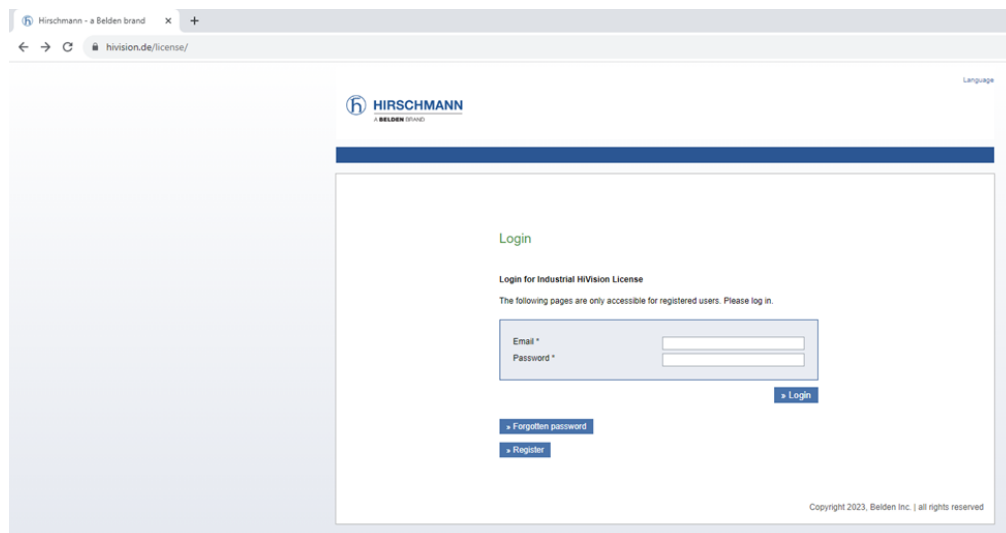 Hirschmann - a Belden brand
hivision.de/license/
Language
HIRSCHMANN
A BELDEN BRAND
Login
Login for Industrial HiVision License
The following pages are only accessible for registered users. Please log in.
Email *
Password *
» Login
» Forgotten password
» Register
Copyright 2023, Belden Inc. | all rights reserved